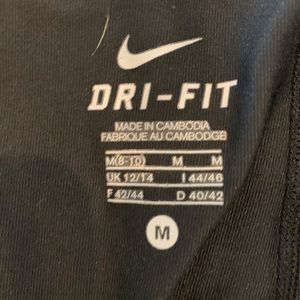 DRI-FIT
MADE IN CAMBODIA
FABRIQUE AU CAMBODGE
M(8-10) M M
UK 12/14 I 44/46
F 42/44 D 40/42
M